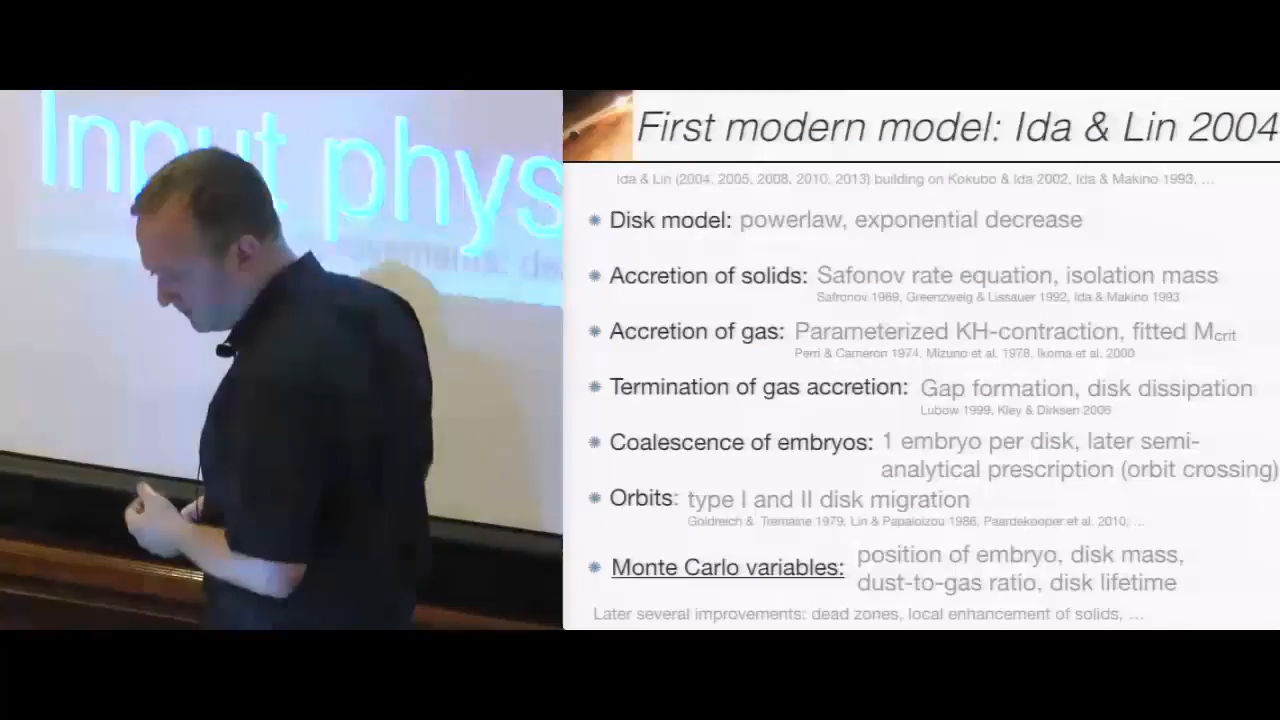 Input phys
First modern model: Ida & Lin 2004
Ida & Lin (2004, 2005, 2008, 2010, 2013) building on Kokubo & Ida 2002, Ida & Makino 1993, ...
Disk model: powerlaw, exponential decrease
Accretion of solids: Safonov rate equation, isolation mass
Safronov 1969, Greenzweig & Lissauer 1992, Ida & Makino 1993
Accretion of gas: Parameterized KH-contraction, fitted Mcrit
Perri & Cameron 1974, Mizuno et al. 1978, Ikoma et al. 2000
Termination of gas accretion: Gap formation, disk dissipation
Lubow 1999, Kley & Dirksen 2006
Coalescence of embryos: 1 embryo per disk, later semi-
analytical prescription (orbit crossing)
Orbits: type I and II disk migration
Goldreich & Tremaine 1979, Lin & Papaloizou 1986, Paardekooper et al. 2010, ...
Monte Carlo variables: position of embryo, disk mass,
dust-to-gas ratio, disk lifetime
Later several improvements: dead zones, local enhancement of solids, ...